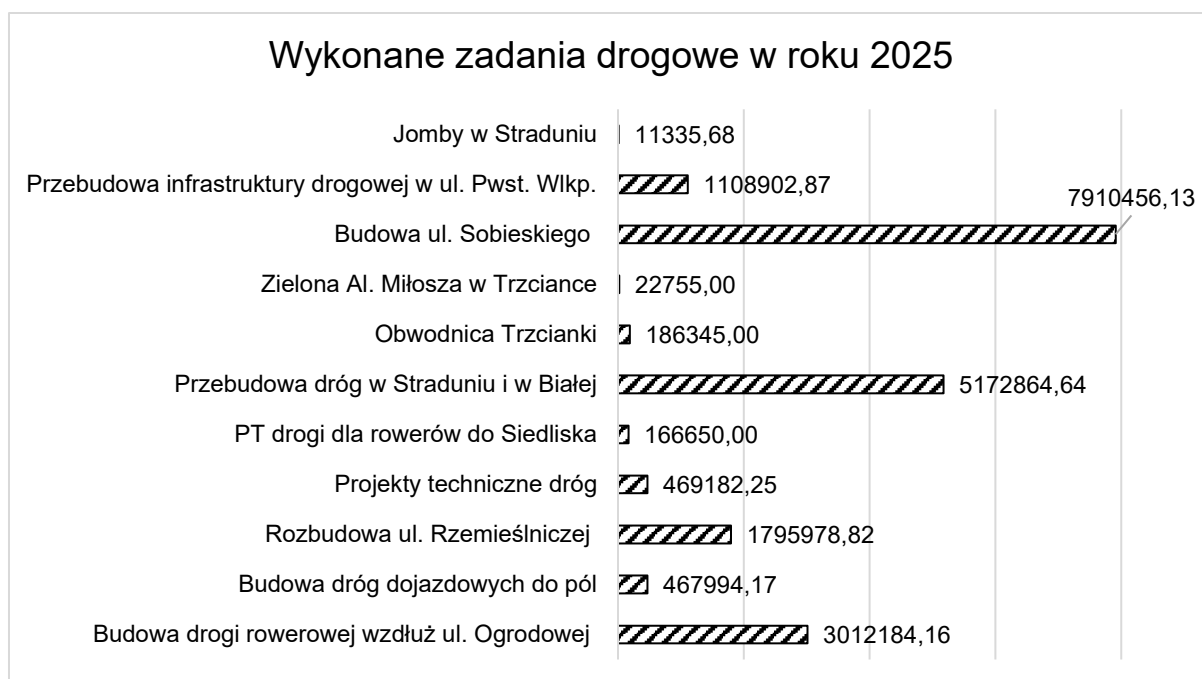 Wykonane zadania drogowe w roku 2025
Jomby w Straduniu 11335,68
Przebudowa infrastruktury drogowej w ul. Pwst. Wlkp. 1108902,87
Budowa ul. Sobieskiego 7910456,13
Zielona Al. Miłosza w Trzciance 22755,00
Obwodnica Trzcianki 186345,00
Przebudowa dróg w Straduniu i w Białej 5172864,64
PT drogi dla rowerów do Siedliska 166650,00
Projekty techniczne dróg 469182,25
Rozbudowa ul. Rzemieślniczej 1795978,82
Budowa dróg dojazdowych do pól 467994,17
Budowa drogi rowerowej wzdłuż ul. Ogrodowej 3012184,16